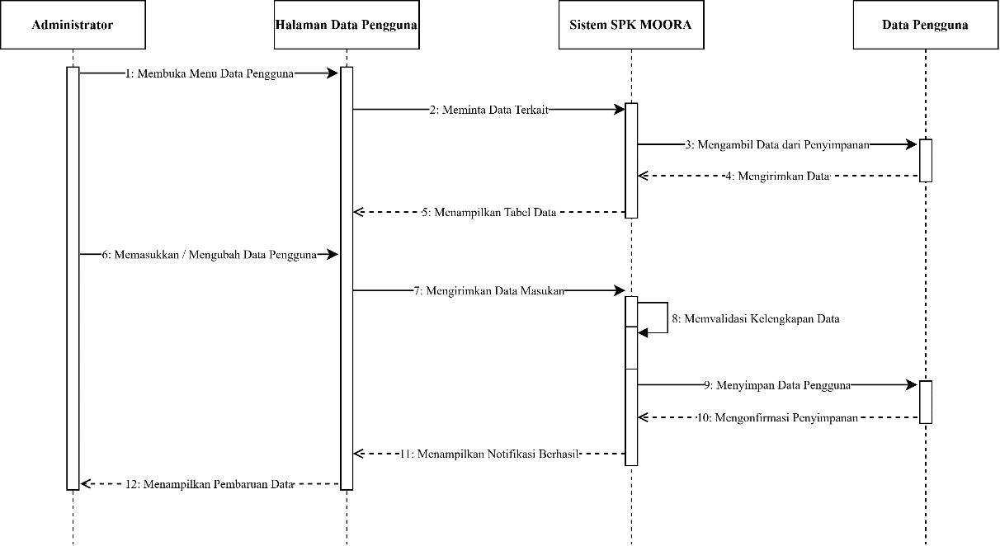 Administrator
Halaman Data Pengguna
Sistem SPK MOORA
Data Pengguna
1: Membuka Menu Data Pengguna
2: Meminta Data Terkait
3: Mengambil Data dari Penyimpanan
4: Mengirimkan Data
5: Menampilkan Tabel Data
6: Memasukkan / Mengubah Data Pengguna
7: Mengirimkan Data Masukan
8: Memvalidasi Kelengkapan Data
9: Menyimpan Data Pengguna
10: Mengonfirmasi Penyimpanan
11: Menampilkan Notifikasi Berhasil
12: Menampilkan Pembaruan Data